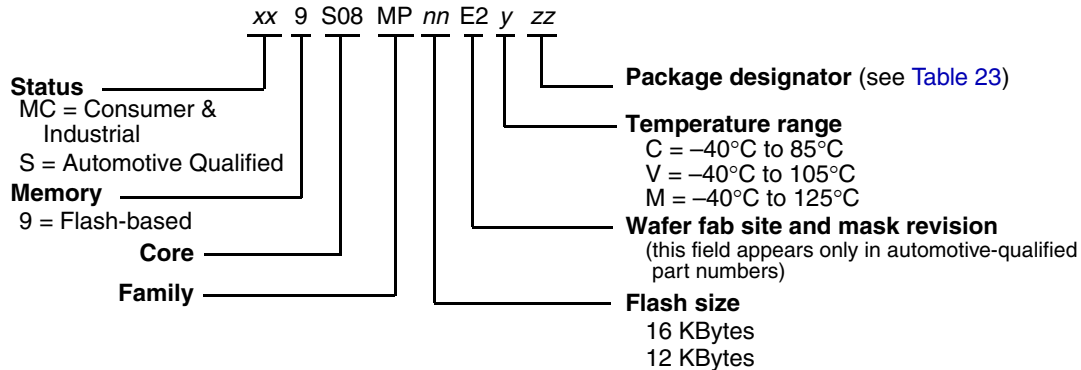 xx 9 S08 MP nn E2 y zz
Status
MC = Consumer &
Industrial
S = Automotive Qualified
Memory
9 = Flash-based
Core
Family
Package designator (see Table 23)
Temperature range
C = –40°C to 85°C
V = –40°C to 105°C
M = –40°C to 125°C
Wafer fab site and mask revision
(this field appears only in automotive-qualified
part numbers)
Flash size
16 KBytes
12 KBytes